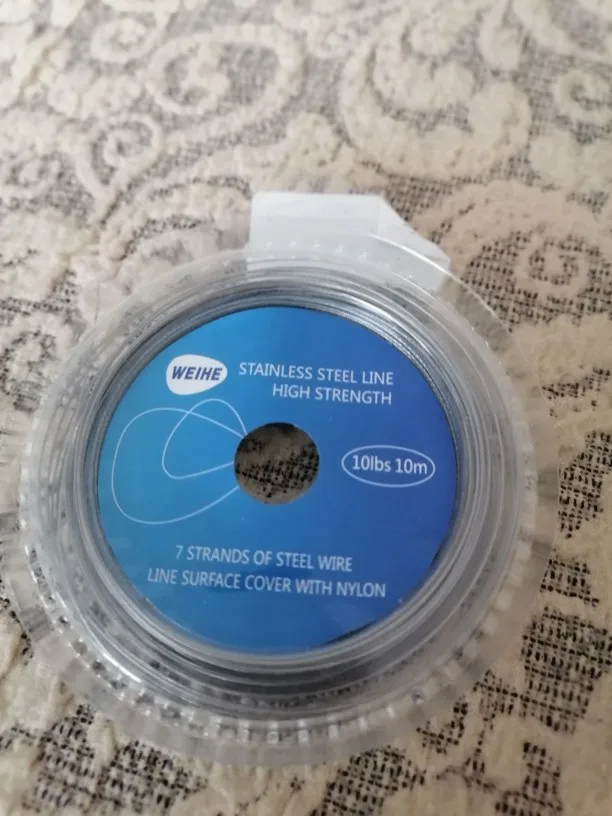 WEIHE
STAINLESS STEEL LINE
HIGH STRENGTH
10lbs 10m
7 STRANDS OF STEEL WIRE
LINE SURFACE COVER WITH NYLON